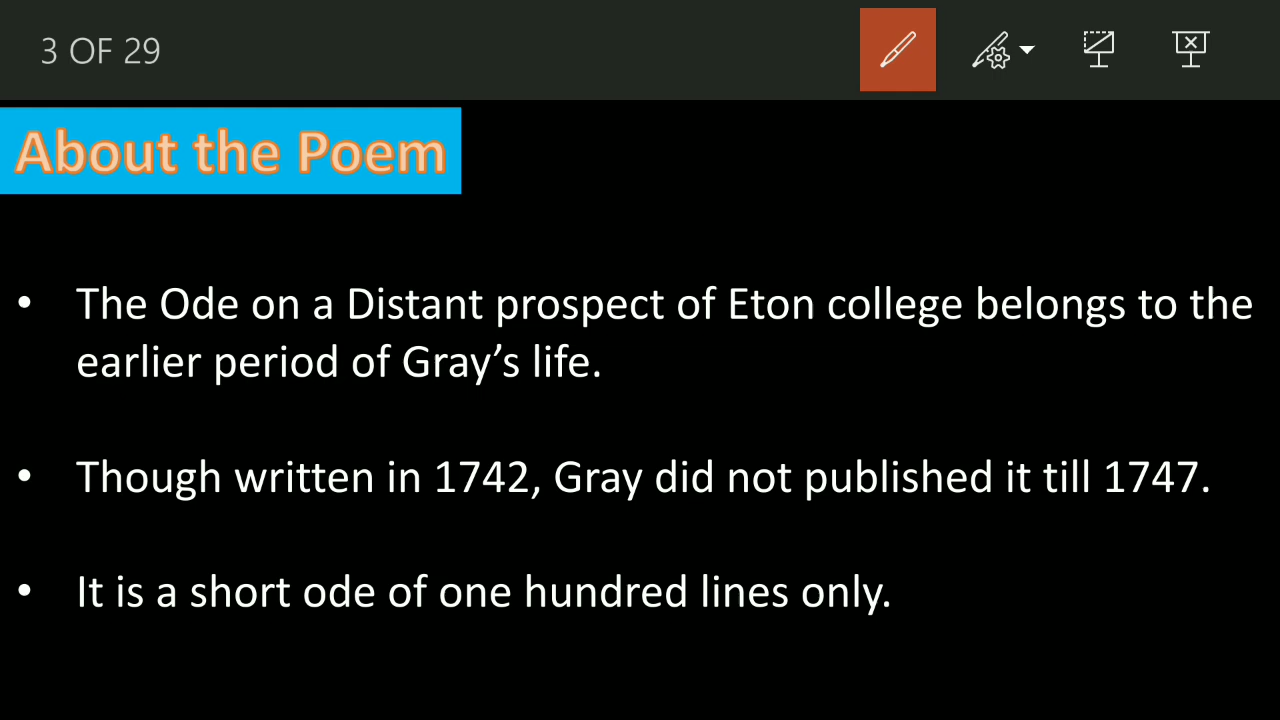 3 OF 29
About the Poem
• The Ode on a Distant prospect of Eton college belongs to the
earlier period of Gray’s life.
• Though written in 1742, Gray did not published it till 1747.
• It is a short ode of one hundred lines only.